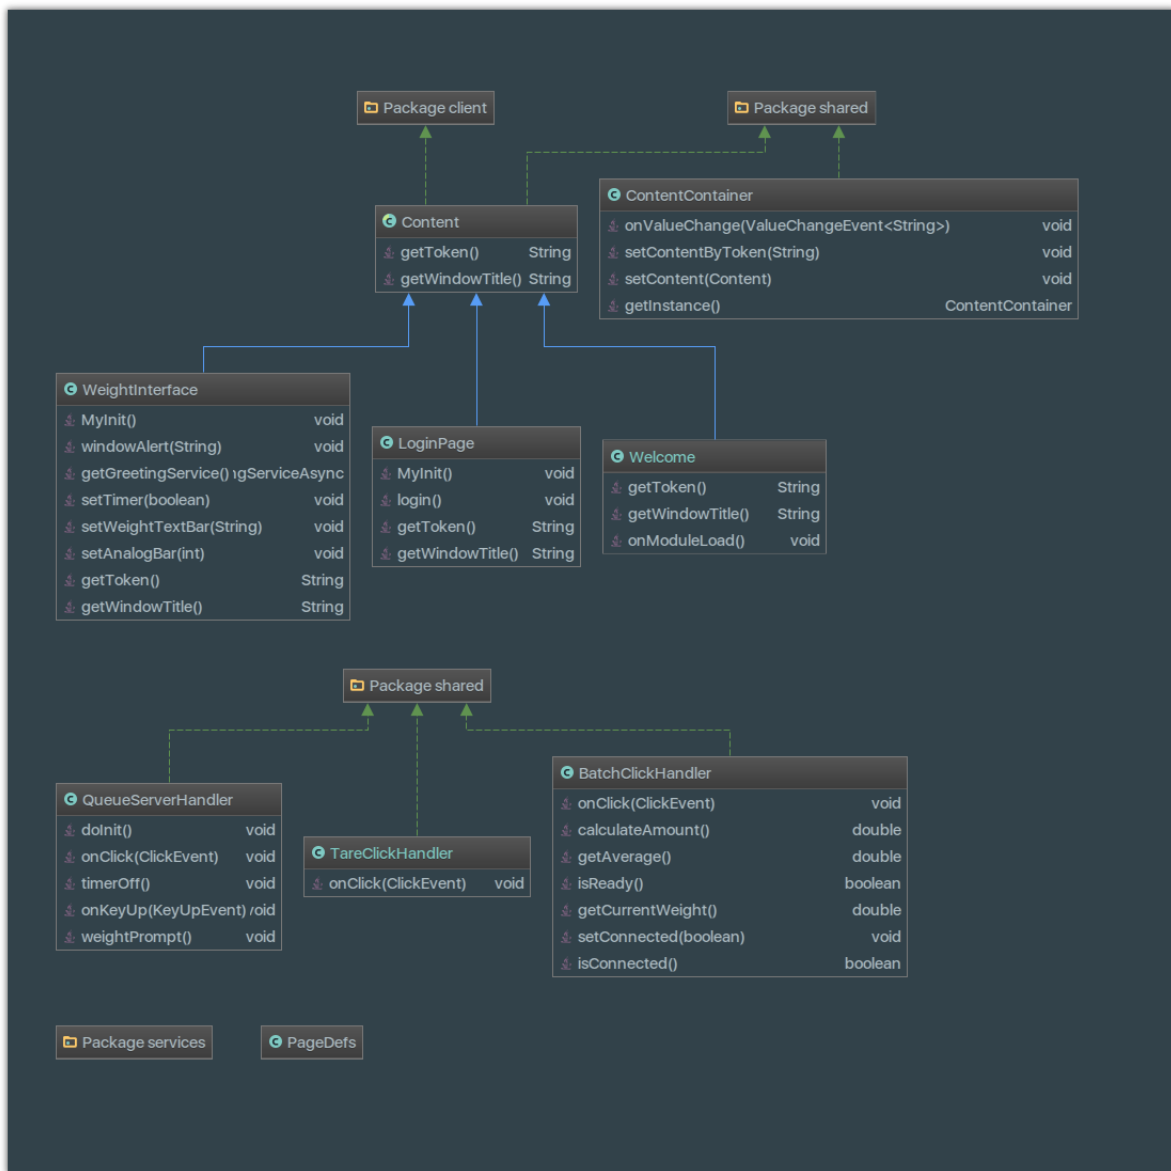 Package client
Package shared
Content
getToken() String
getWindowTitle() String
ContentContainer
onValueChange(ValueChangeEvent<String>) void
setContentByToken(String) void
setContent(Content) void
getInstance() ContentContainer
WeightInterface
MyInit() void
windowAlert(String) void
getGreetingService() ngServiceAsync
setTimer(boolean) void
setWeightTextBar(String) void
setAnalogBar(int) void
getToken() String
getWindowTitle() String
LoginPage
MyInit() void
login() void
getToken() String
getWindowTitle() String
Welcome
getToken() String
getWindowTitle() String
onModuleLoad() void
Package shared
QueueServerHandler
doInit() void
onClick(ClickEvent) void
timerOff() void
onKeyUp(KeyUpEvent) void
weightPrompt() void
TareClickHandler
onClick(ClickEvent) void
BatchClickHandler
onClick(ClickEvent) void
calculateAmount() double
getAverage() double
isReady() boolean
getCurrentWeight() double
setConnected(boolean) void
isConnected() boolean
Package services
PageDefs